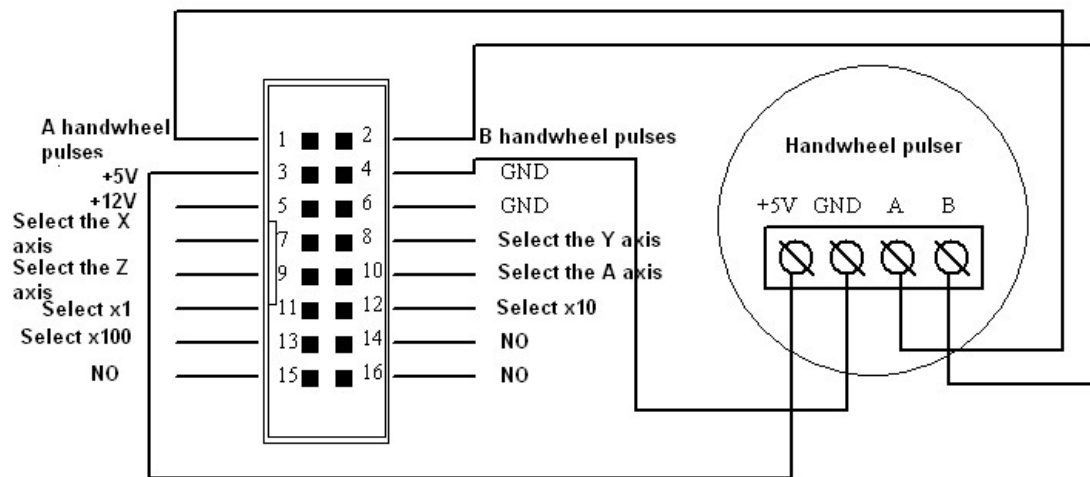 A handwheel
pulses
1
2
B handwheel pulses
+5V
3
4
GND
+12V
5
6
GND
Select the X
axis
7
8
Select the Y axis
Select the Z
axis
9
10
Select the A axis
Select x1
11
12
Select x10
Select x100
13
14
NO
NO
15
16
NO
Handwheel pulser
+5V GND A B